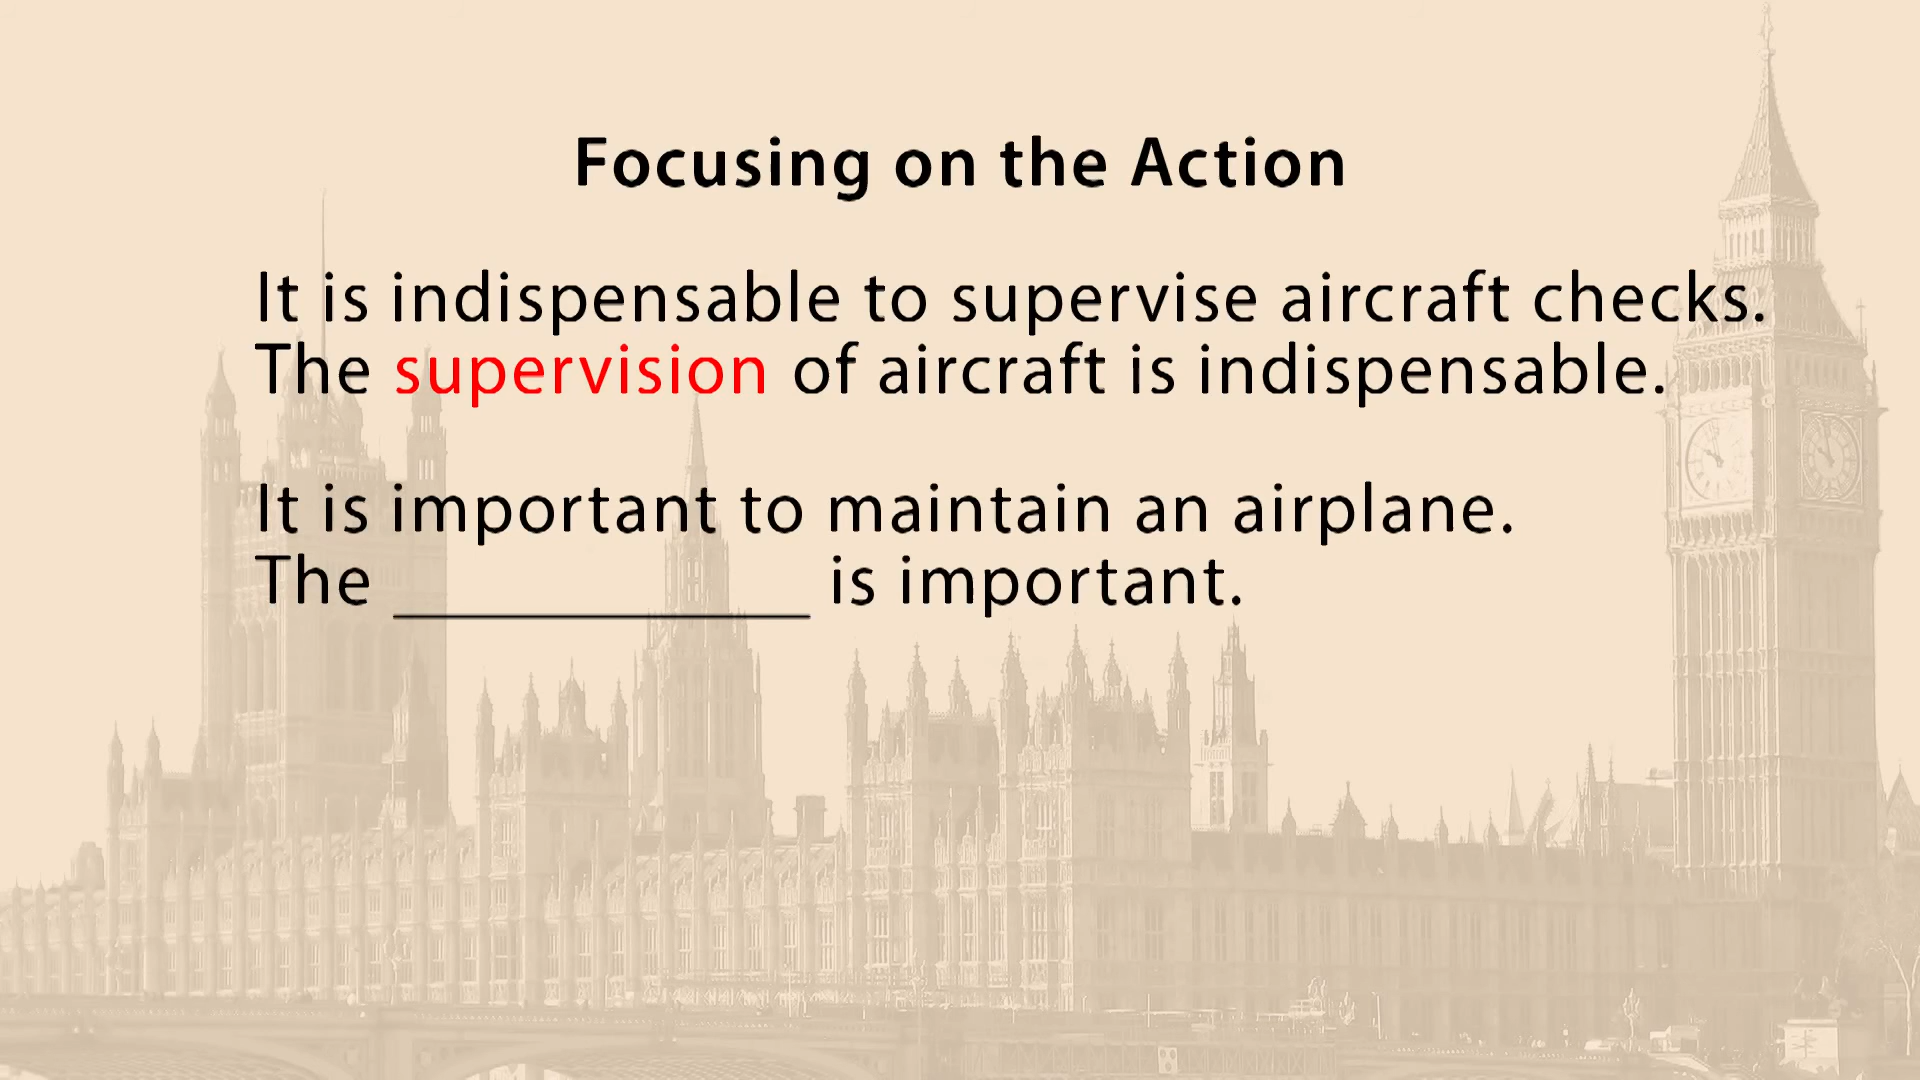 Focusing on the Action
It is indispensable to supervise aircraft checks.
The supervision of aircraft is indispensable.
It is important to maintain an airplane.
The ______________ is important.